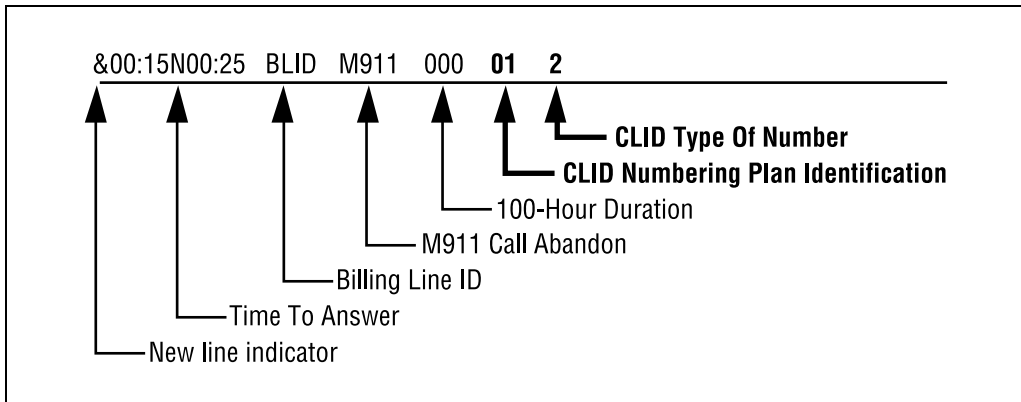 &00:15N00:25 BLID M911 000 01 2
CLID Type Of Number
CLID Numbering Plan Identification
100-Hour Duration
M911 Call Abandon
Billing Line ID
Time To Answer
New line indicator